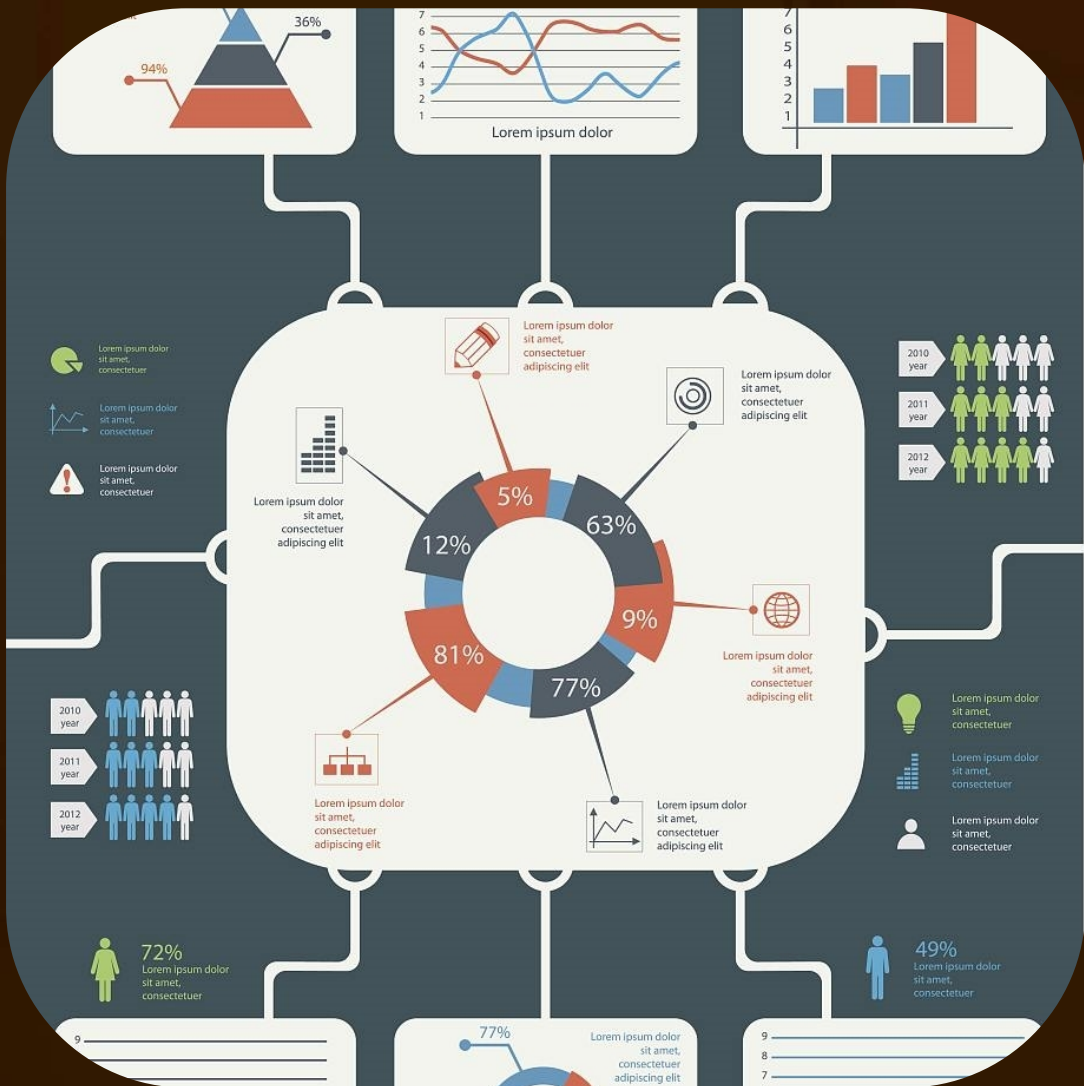 36%
94%
7
6
5
4
3
2
1
Lorem ipsum dolor
7
6
5
4
3
2
1
Lorem ipsum dolor
sit amet,
consectetuer
adipiscing elit
Lorem ipsum dolor
sit amet,
consectetuer
adipiscing elit
Lorem ipsum dolor
sit amet,
consectetuer
Lorem ipsum dolor
sit amet,
consectetuer
Lorem ipsum dolor
sit amet,
consectetuer
2010
year
2011
year
2012
year
Lorem ipsum dolor
sit amet,
consectetuer
adipiscing elit
5%
63%
12%
9%
81%
77%
Lorem ipsum dolor
sit amet,
consectetuer
adipiscing elit
2010
year
2011
year
2012
year
Lorem ipsum dolor
sit amet,
consectetuer
adipiscing elit
Lorem ipsum dolor
sit amet,
consectetuer
adipiscing elit
Lorem ipsum dolor
sit amet,
consectetuer
Lorem ipsum dolor
sit amet,
consectetuer
Lorem ipsum dolor
sit amet,
consectetuer
72%
Lorem ipsum dolor
sit amet,
consectetuer
49%
Lorem ipsum dolor
sit amet,
consectetuer
9
77%
Lorem ipsum dolor
sit amet,
consectetuer
adipiscing elit
9
8
7